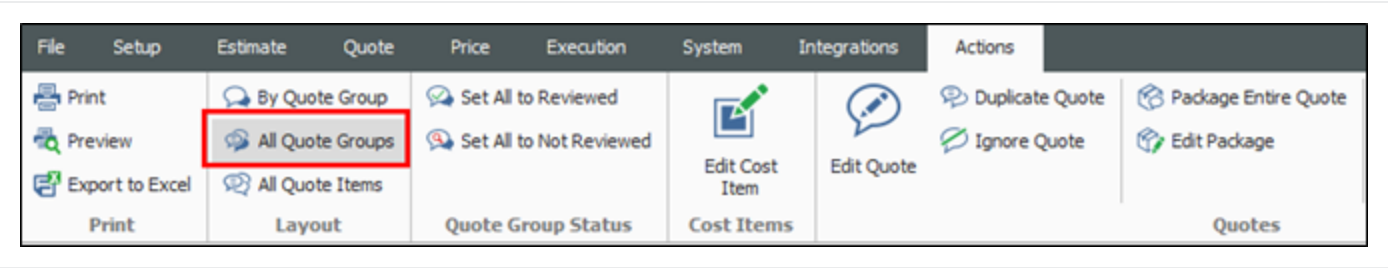 File Setup Estimate Quote Price Execution System Integrations Actions
Print
Preview
Export to Excel
Print
By Quote Group
All Quote Groups
All Quote Items
Layout
Set All to Reviewed
Set All to Not Reviewed
Quote Group Status
Edit Cost
Item
Cost Items
Edit Quote
Duplicate Quote
Ignore Quote
Package Entire Quote
Edit Package
Quotes